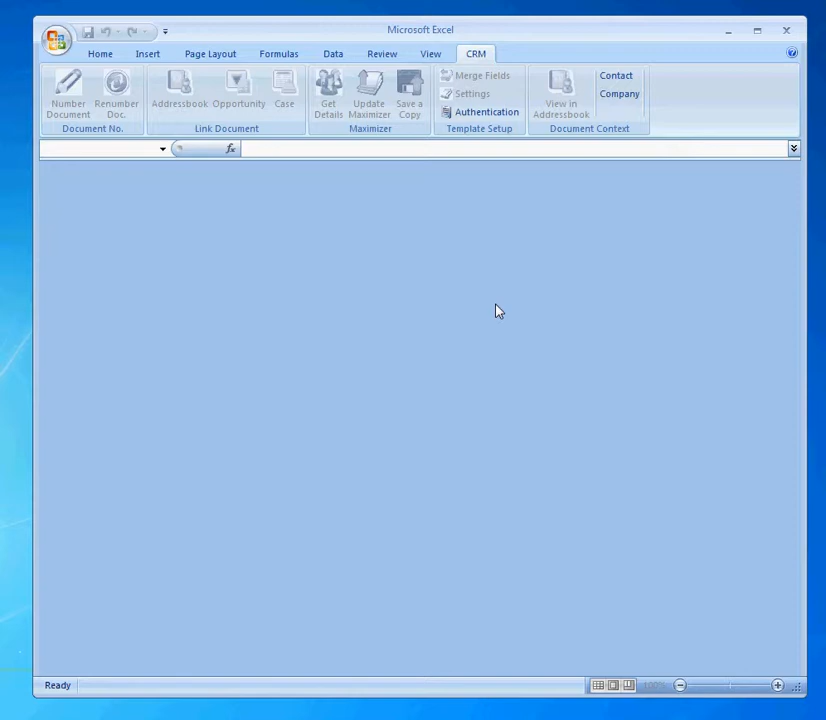 Microsoft Excel
Home Insert Page Layout Formulas Data Review View CRM
Number Document
Renumber Doc.
Document No.
Addressbook
Opportunity
Case
Link Document
Get Details
Update Maximizer
Save a Copy
Maximizer
Merge Fields
Settings
Authentication
Template Setup
View in Addressbook
Contact
Company
Document Context
fx
Ready
100%